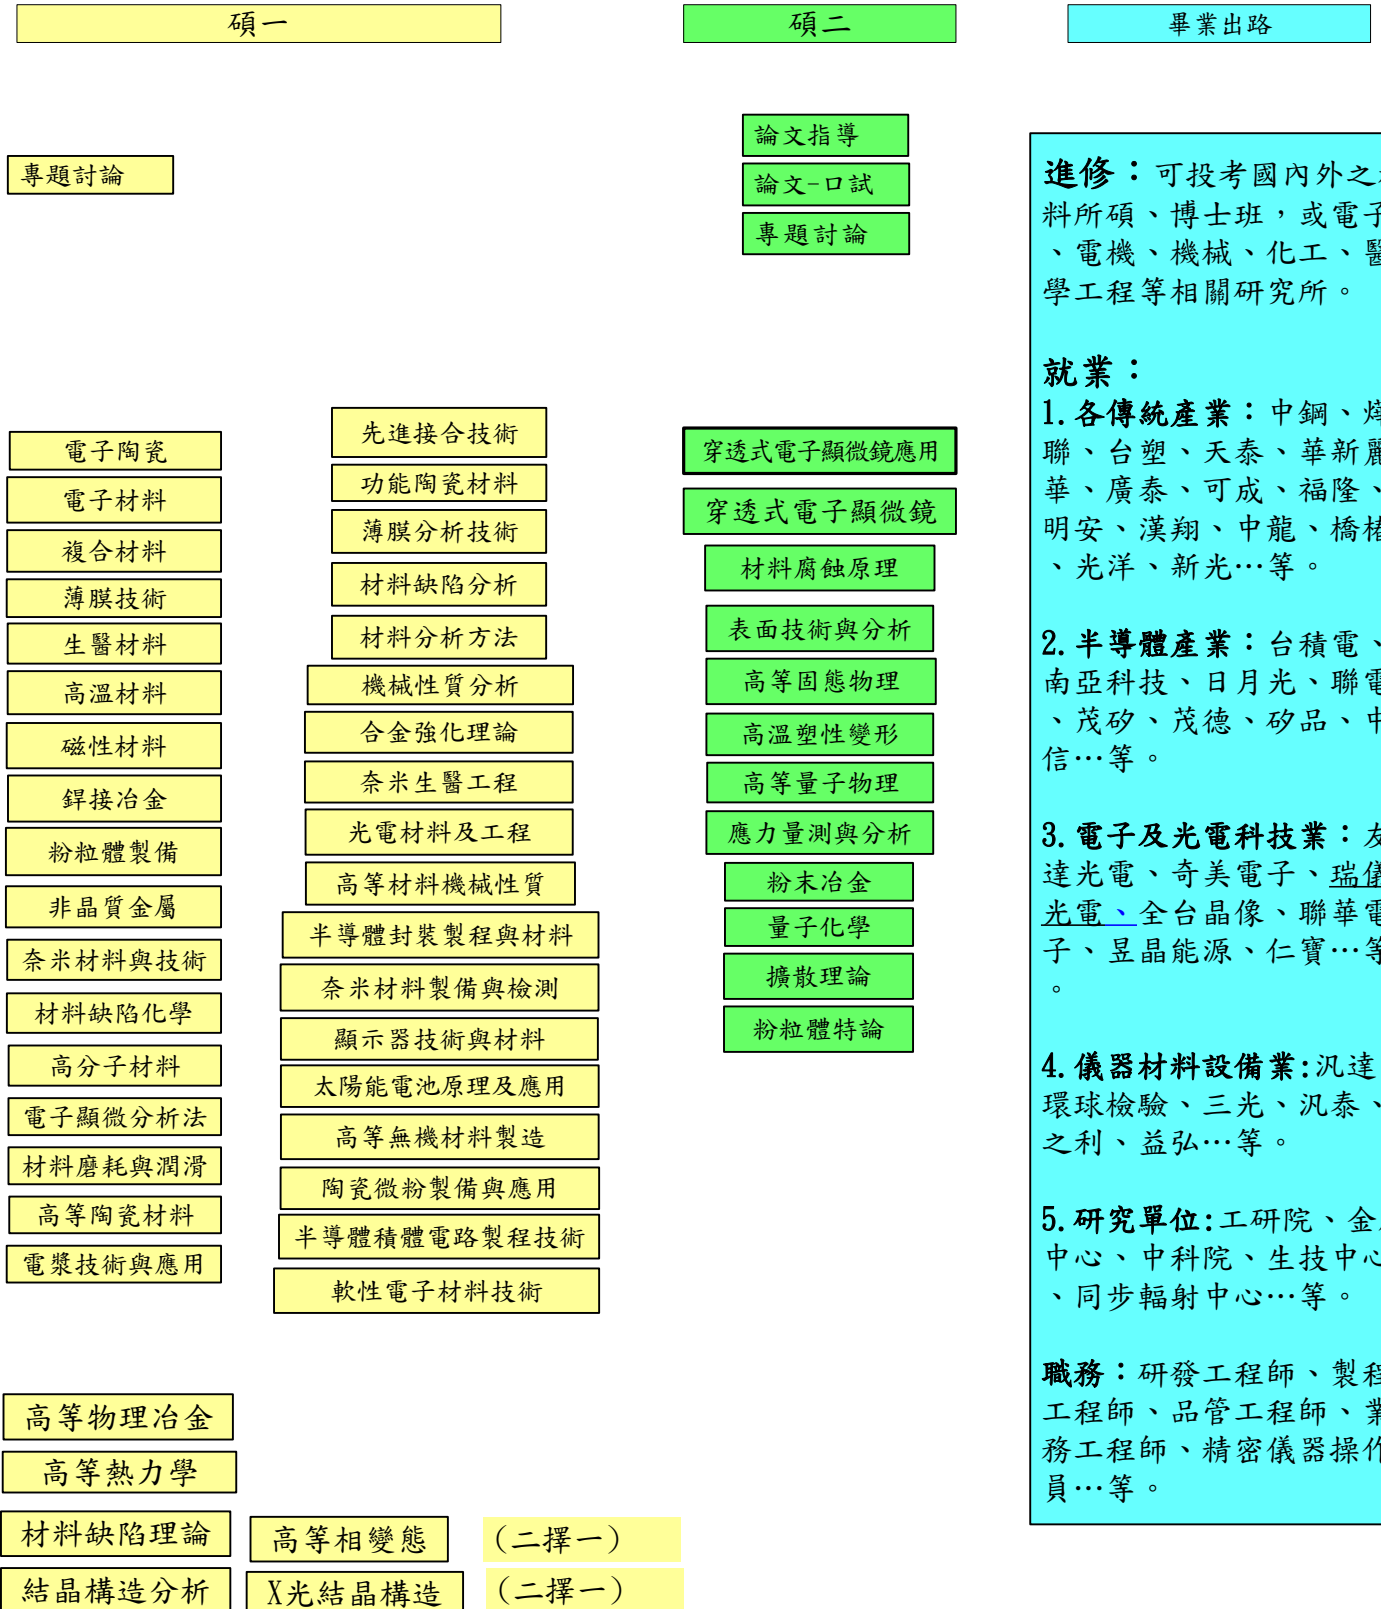 碩一
碩二
畢業出路
專題討論
論文指導
論文-口試
專題討論
電子陶瓷
電子材料
複合材料
薄膜技術
生醫材料
高溫材料
磁性材料
銲接冶金
粉粒體製備
非晶質金屬
奈米材料與技術
材料缺陷化學
高分子材料
電子顯微分析法
材料磨耗與潤滑
高等陶瓷材料
電漿技術與應用
先進接合技術
功能陶瓷材料
薄膜分析技術
材料缺陷分析
材料分析方法
機械性質分析
合金強化理論
奈米生醫工程
光電材料及工程
高等材料機械性質
半導體封裝製程與材料
奈米材料製備與檢測
顯示器技術與材料
太陽能電池原理及應用
高等無機材料製造
陶瓷微粉製備與應用
半導體積體電路製程技術
軟性電子材料技術
穿透式電子顯微鏡應用
穿透式電子顯微鏡
材料腐蝕原理
表面技術與分析
高等固態物理
高溫塑性變形
高等量子物理
應力量測與分析
粉末冶金
量子化學
擴散理論
粉粒體特論
高等物理冶金
高等熱力學
材料缺陷理論 高等相變態 (二擇一)
結晶構造分析 X光結晶構造 (二擇一)
進修：可投考國內外之
料所碩、博士班，或電子
、電機、機械、化工、醫
學工程等相關研究所。
就業：
1.各傳統產業：中鋼、燁
聯、台塑、天泰、華新麗
華、廣泰、可成、福隆、
明安、漢翔、中龍、橋椿
、光洋、新光…等。
2.半導體產業：台積電、
南亞科技、日月光、聯電
、茂矽、茂德、矽品、中
信…等。
3.電子及光電科技業：友
達光電、奇美電子、瑞儀
光電、全台晶像、聯華電
子、昱晶能源、仁寶…等
。
4.儀器材料設備業:汎達
環球檢驗、三光、汎泰、
之利、益弘…等。
5.研究單位:工研院、金
中心、中科院、生技中心
、同步輻射中心…等。
職務：研發工程師、製程
工程師、品管工程師、業
務工程師、精密儀器操作
員…等。